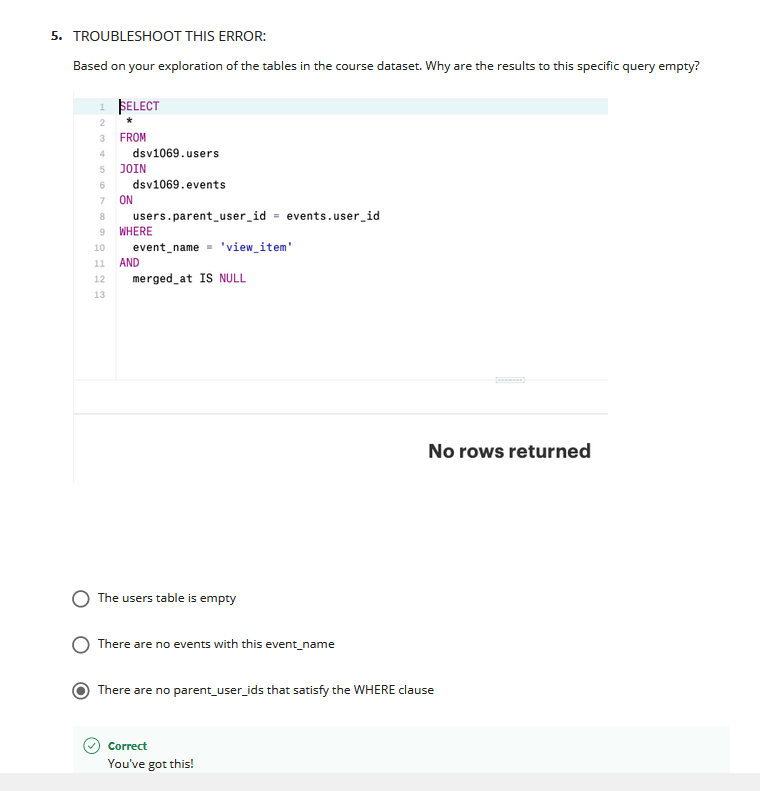 5. TROUBLESHOOT THIS ERROR:
Based on your exploration of the tables in the course dataset. Why are the results to this specific query empty?
1 SELECT
2 *
3 FROM
4 dsv1069.users
5 JOIN
6 dsv1069.events
7 ON
8 users.parent_user_id = events.user_id
9 WHERE
10 event_name = 'view_item'
11 AND
12 merged_at IS NULL
13
No rows returned
The users table is empty
There are no events with this event_name
There are no parent_user_ids that satisfy the WHERE clause
Correct
You've got this!